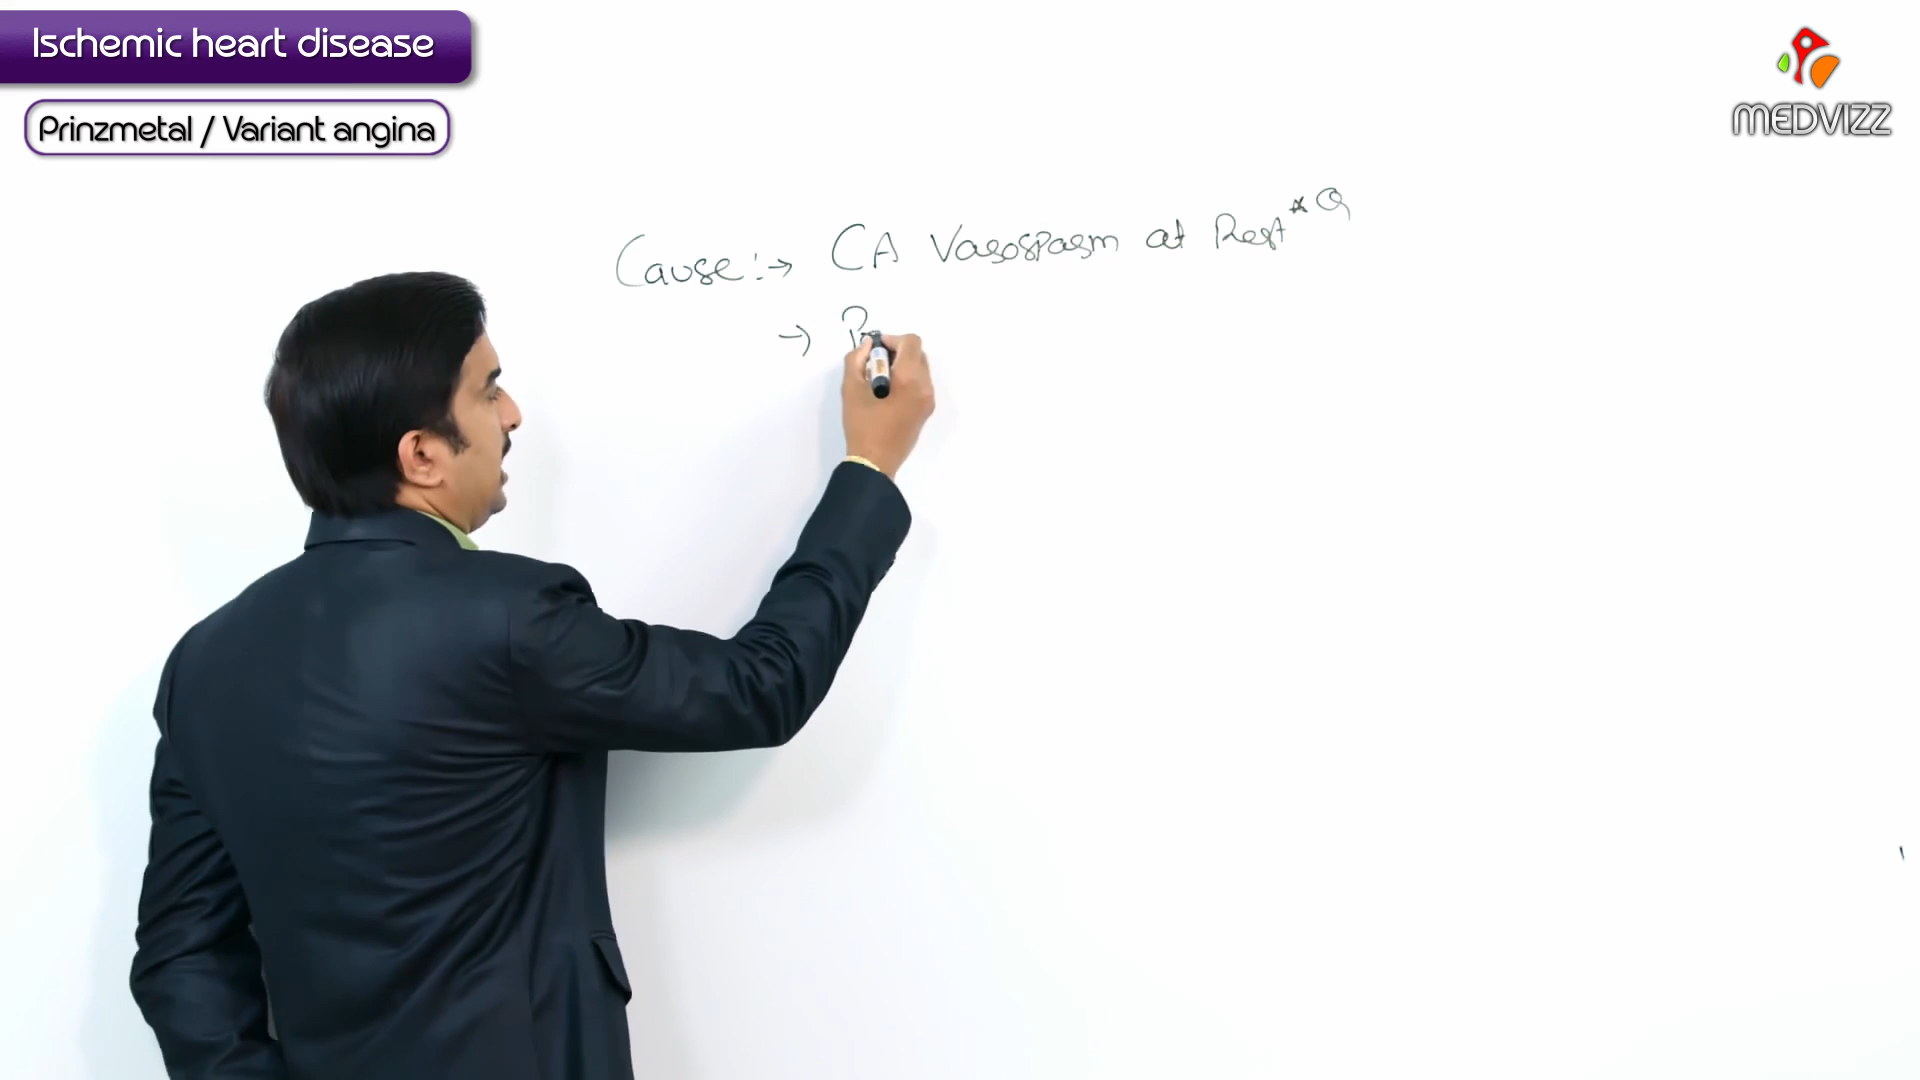 Ischemic heart disease
Prinzmetal / Variant angina
MEDVIZZ
Cause :→ CA Vasospasm at Rest * Q
→